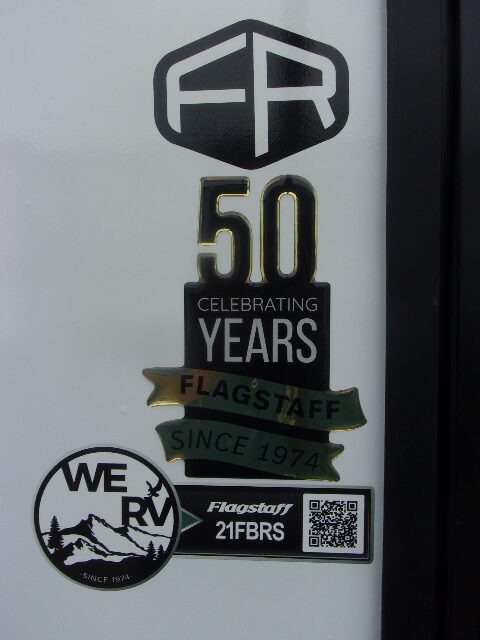 FR
50
CELEBRATING
YEARS
FLAGSTAFF
SINCE 1974
WE
RV
SINCE 1974
Flagstaff
21FBRS